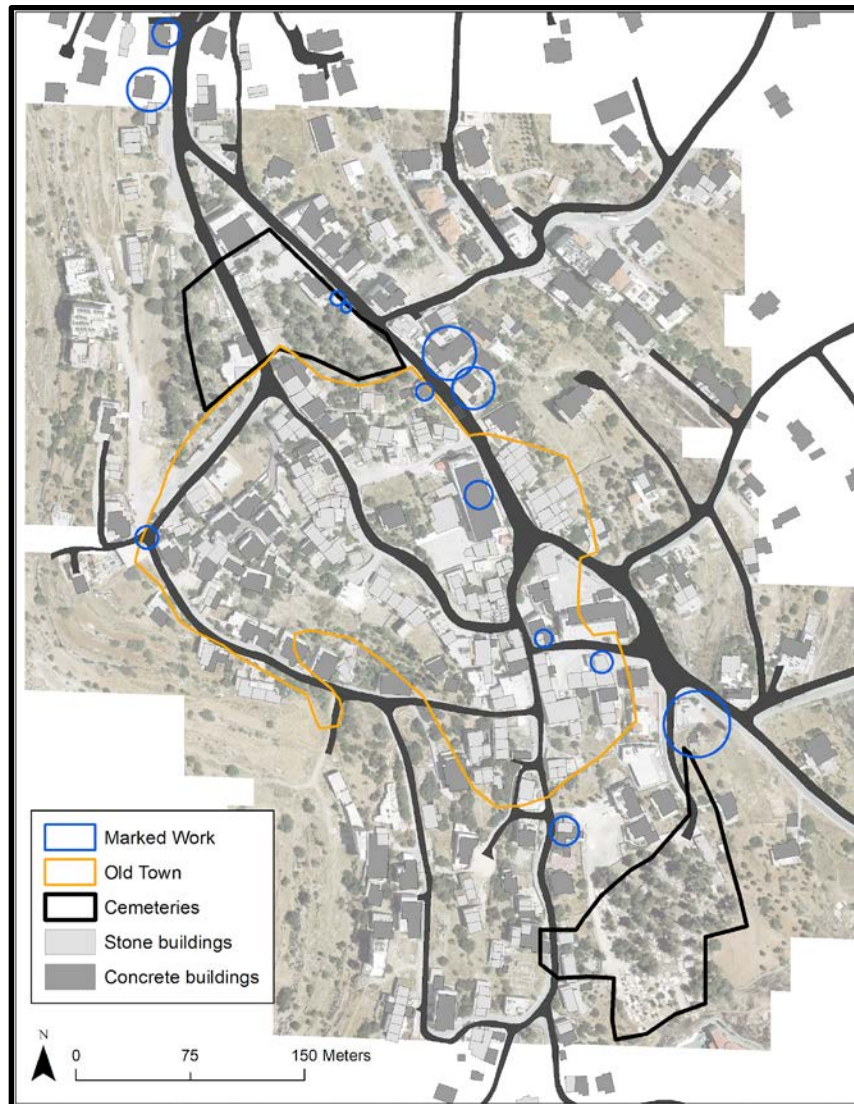 Marked Work
Old Town
Cemeteries
Stone buildings
Concrete buildings
N
0 75 150 Meters